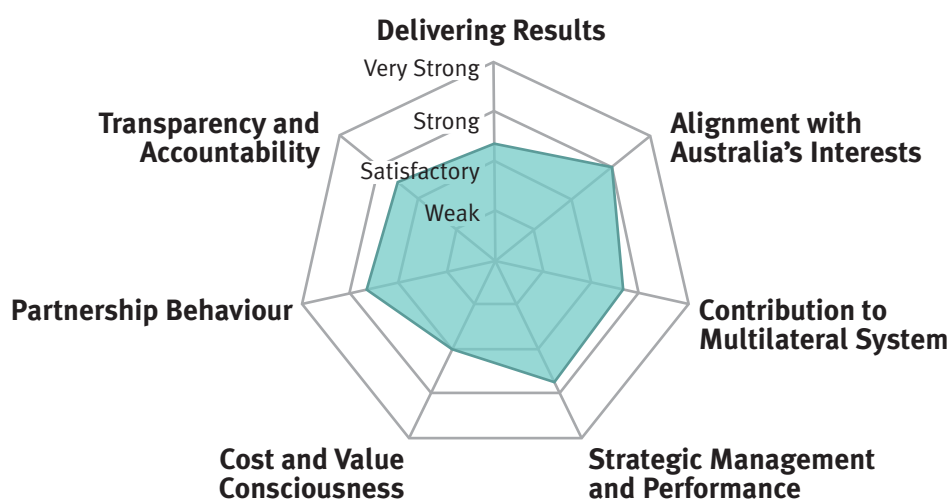 Delivering Results
Very Strong
Strong
Satisfactory
Weak
Transparency and
Accountability
Alignment with
Australia’s Interests
Partnership Behaviour
Contribution to
Multilateral System
Cost and Value
Consciousness
Strategic Management
and Performance